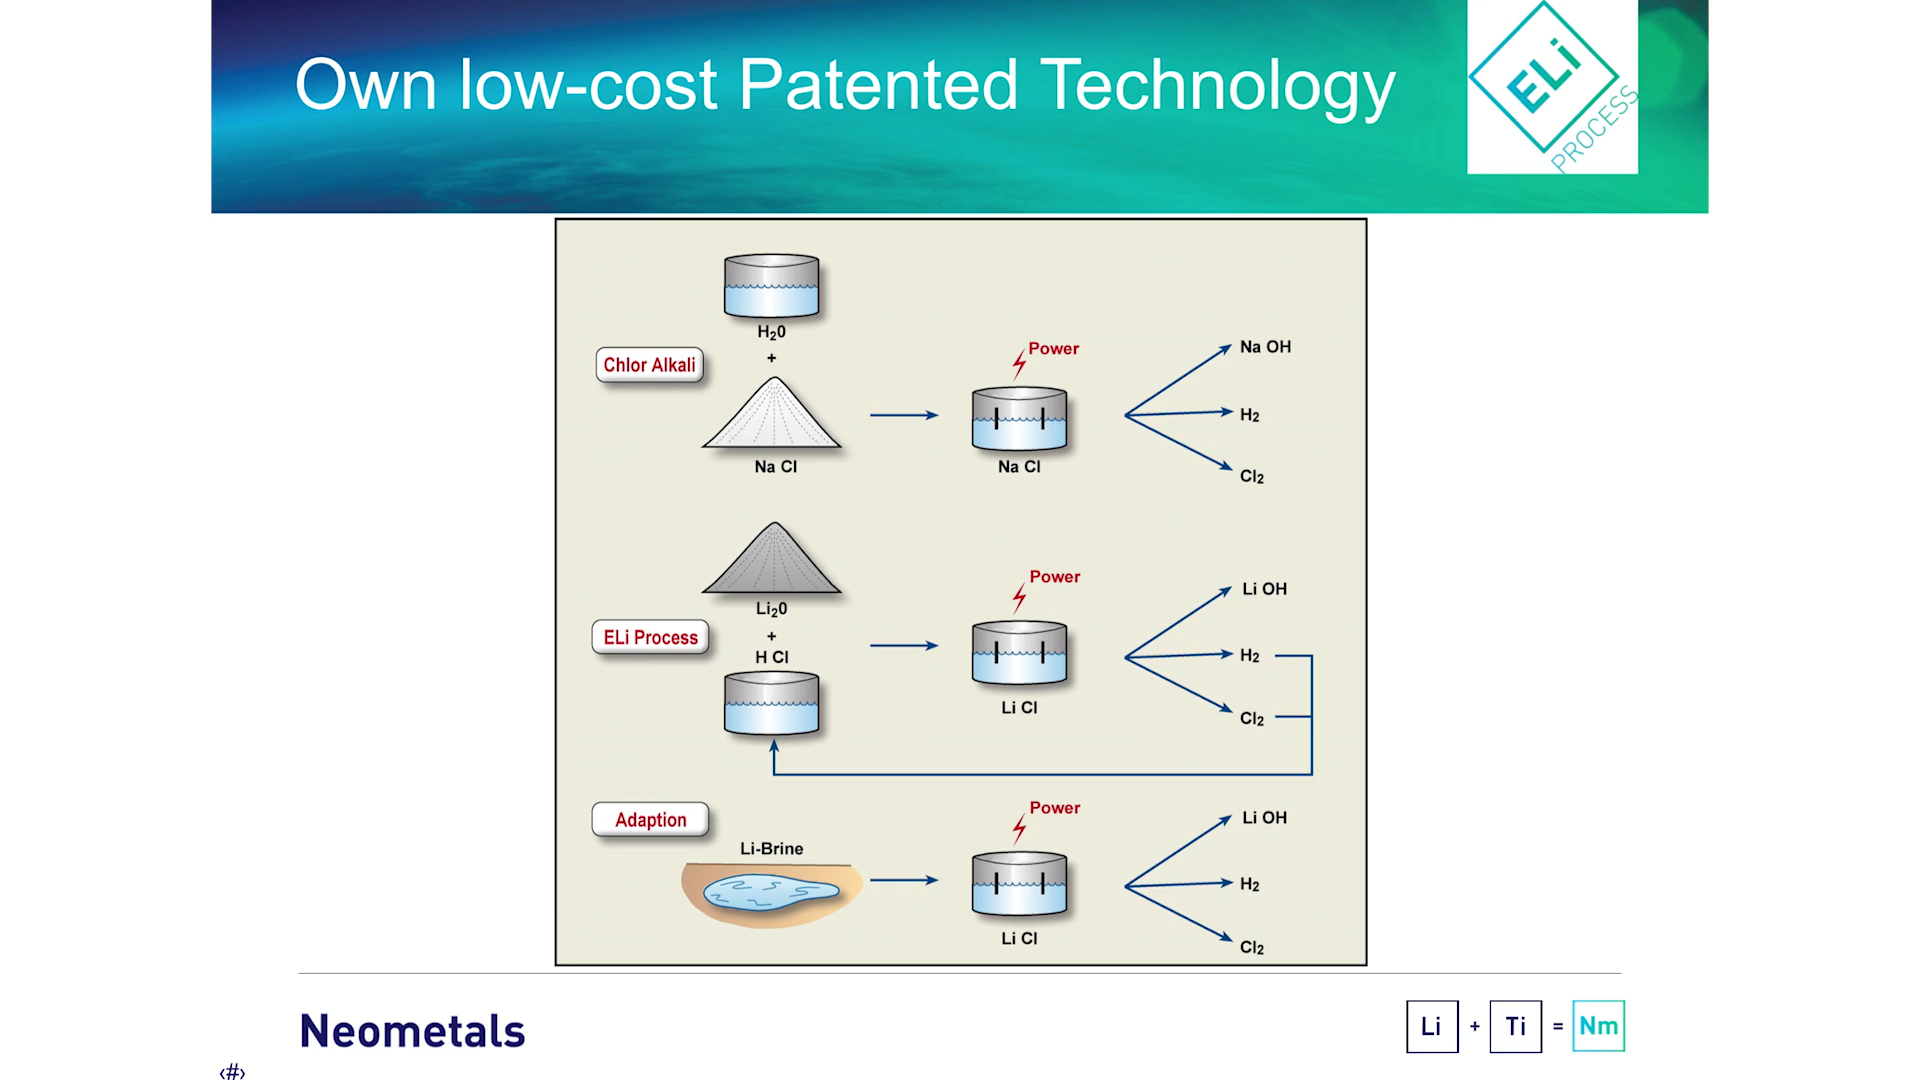 Own low-cost Patented Technology
ELi
PROCESS
H₂0
+
Chlor Alkali
Na Cl
Power
Na Cl
Na OH
H₂
Cl₂
Li₂0
+
H Cl
ELi Process
Power
Li Cl
Li OH
H₂
Cl₂
Adaption
Li-Brine
Power
Li Cl
Li OH
H₂
Cl₂
Neometals
Li + Ti = Nm
‹#›